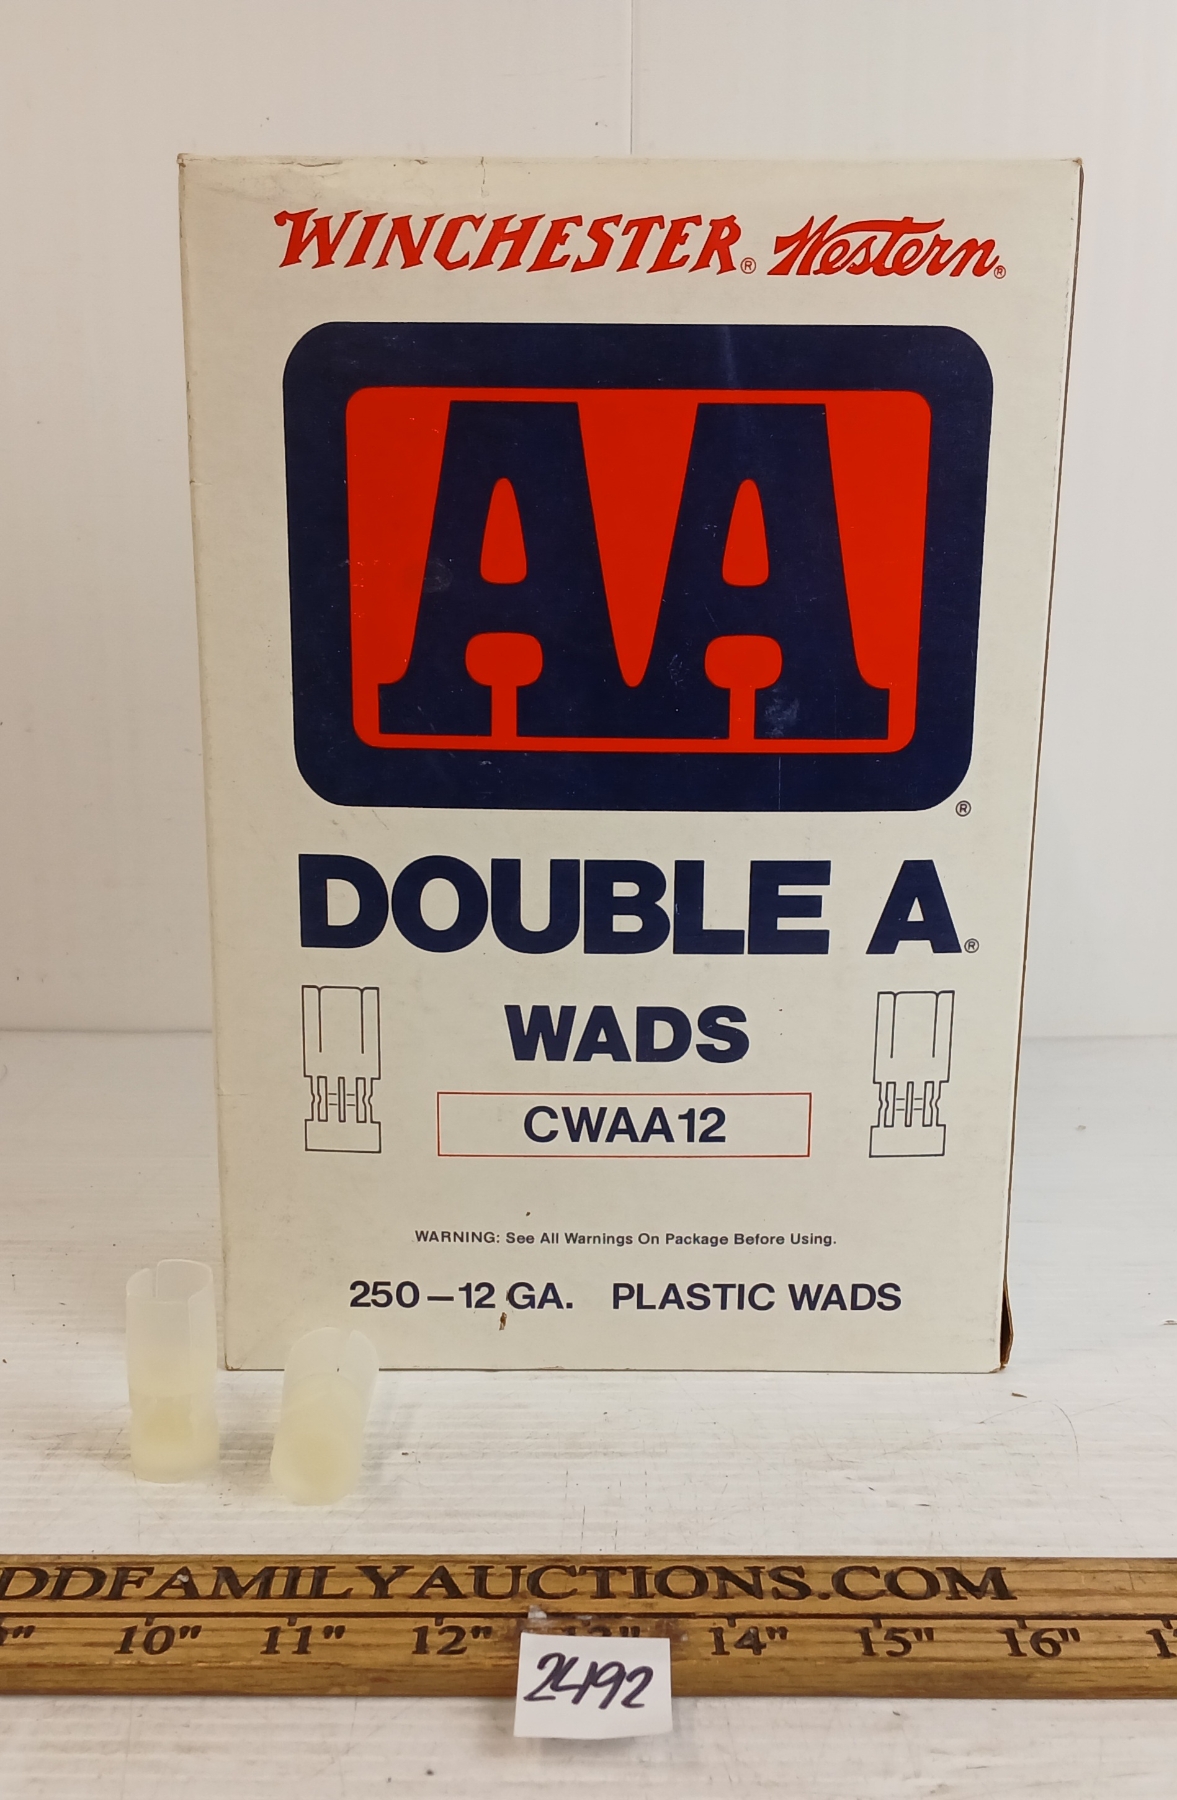 WINCHESTER® Western®
AA
®
DOUBLE A®
WADS
CWAA12
WARNING: See All Warnings On Package Before Using.
250–12 GA. PLASTIC WADS
DDFAMILYAUCTIONS.COM
10" 11" 12" 13" 14" 15" 16"
2492